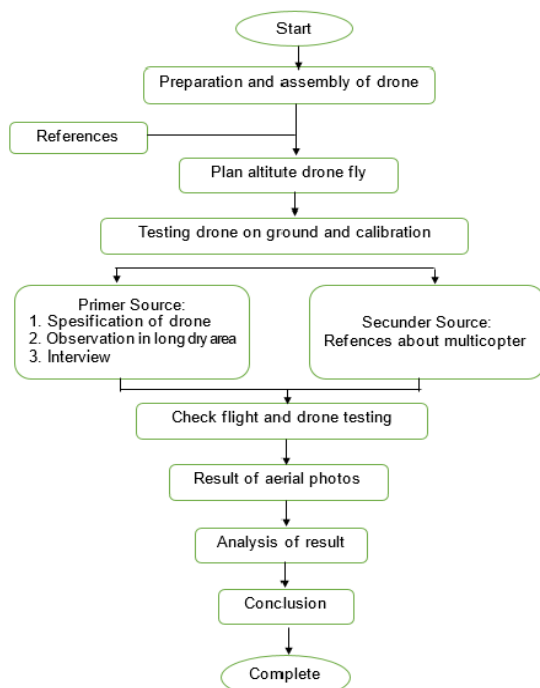 Start
Preparation and assembly of drone
References
Plan altitute drone fly
Testing drone on ground and calibration
Primer Source:
1. Spesification of drone
2. Observation in long dry area
3. Interview
Secunder Source:
Refences about multicopter
Check flight and drone testing
Result of aerial photos
Analysis of result
Conclusion
Complete